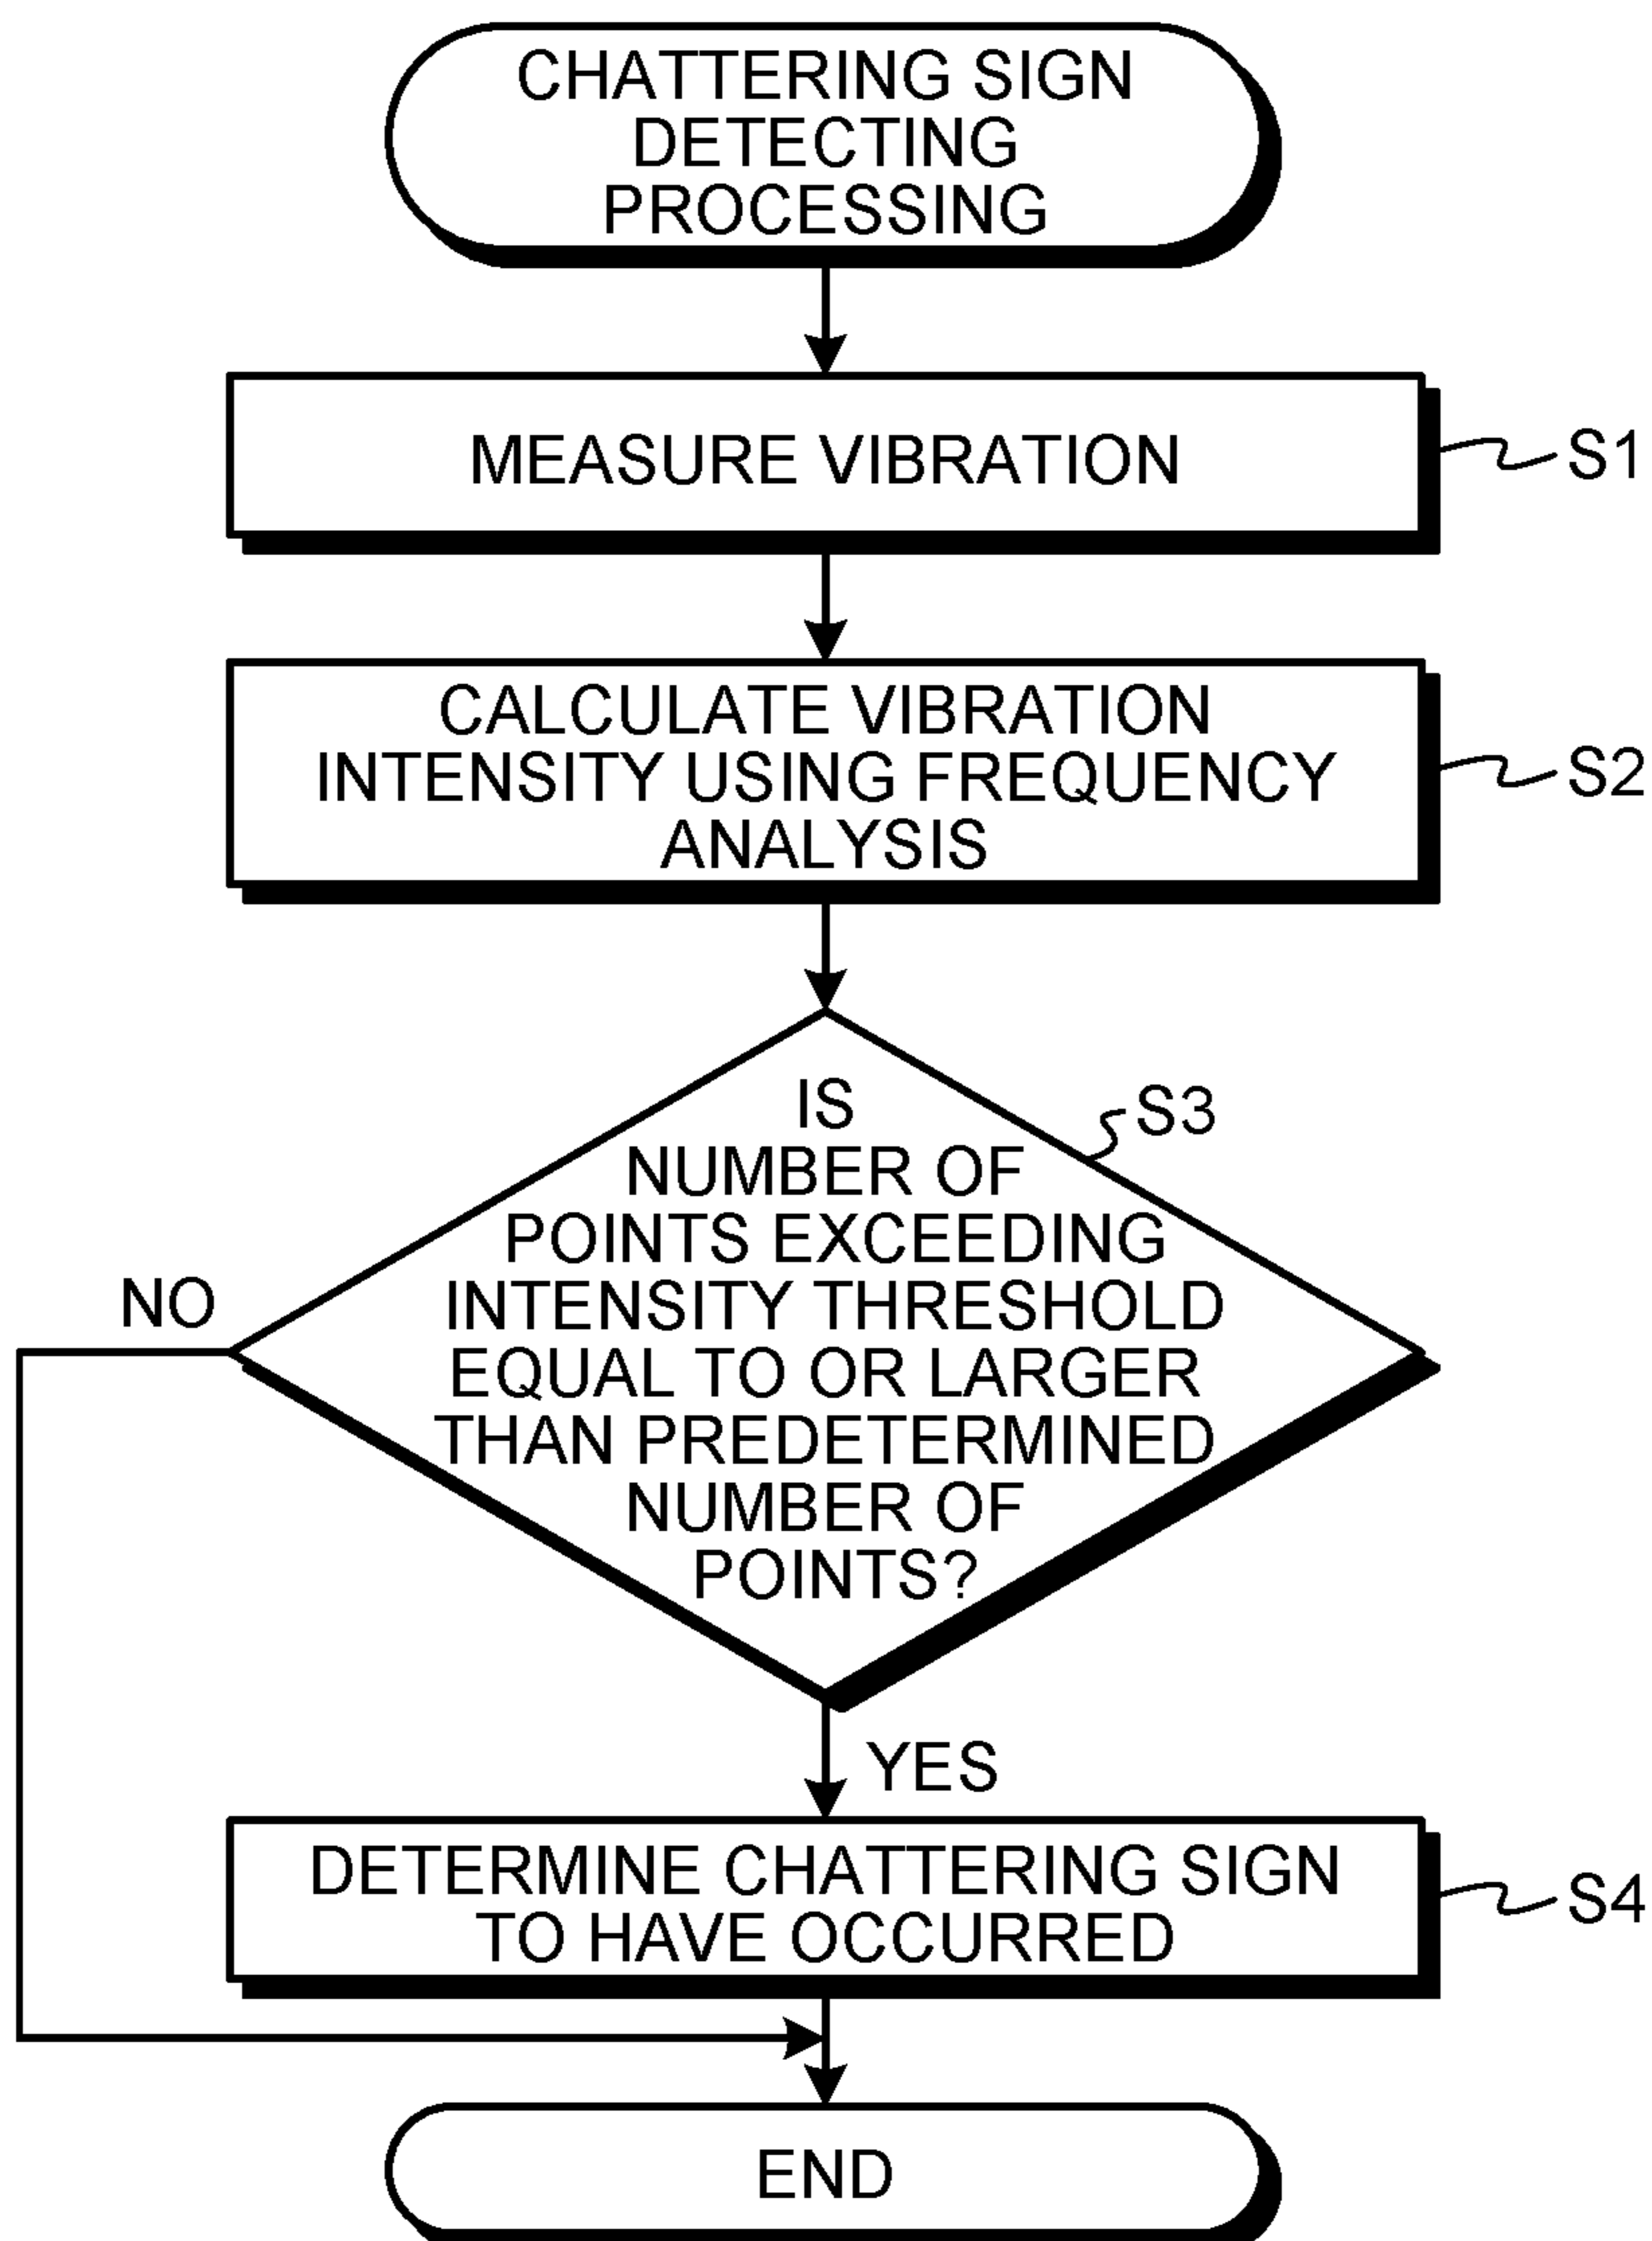 CHATTERING SIGN
DETECTING
PROCESSING
MEASURE VIBRATION
S1
CALCULATE VIBRATION
INTENSITY USING FREQUENCY
ANALYSIS
S2
IS
NUMBER OF
POINTS EXCEEDING
INTENSITY THRESHOLD
EQUAL TO OR LARGER
THAN PREDETERMINED
NUMBER OF
POINTS?
S3
NO
YES
DETERMINE CHATTERING SIGN
TO HAVE OCCURRED
S4
END